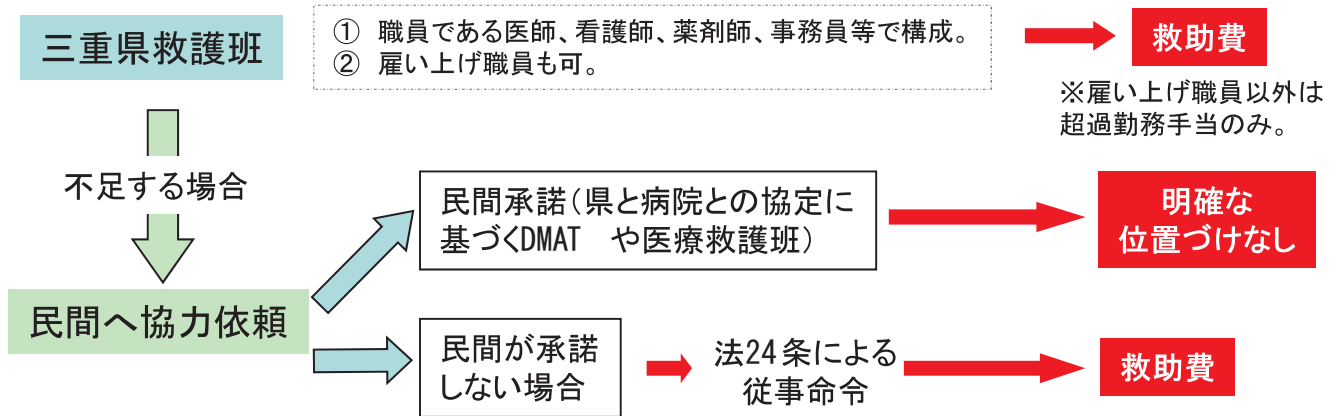 三重県救護班
① 職員である医師、看護師、薬剤師、事務員等で構成。
② 雇い上げ職員も可。
救助費
※雇い上げ職員以外は
超過勤務手当のみ。
不足する場合
民間承諾(県と病院との協定に
基づくDMAT　や医療救護班)
明確な
位置づけなし
民間へ協力依頼
民間が承諾
しない場合
法24条による
従事命令
救助費